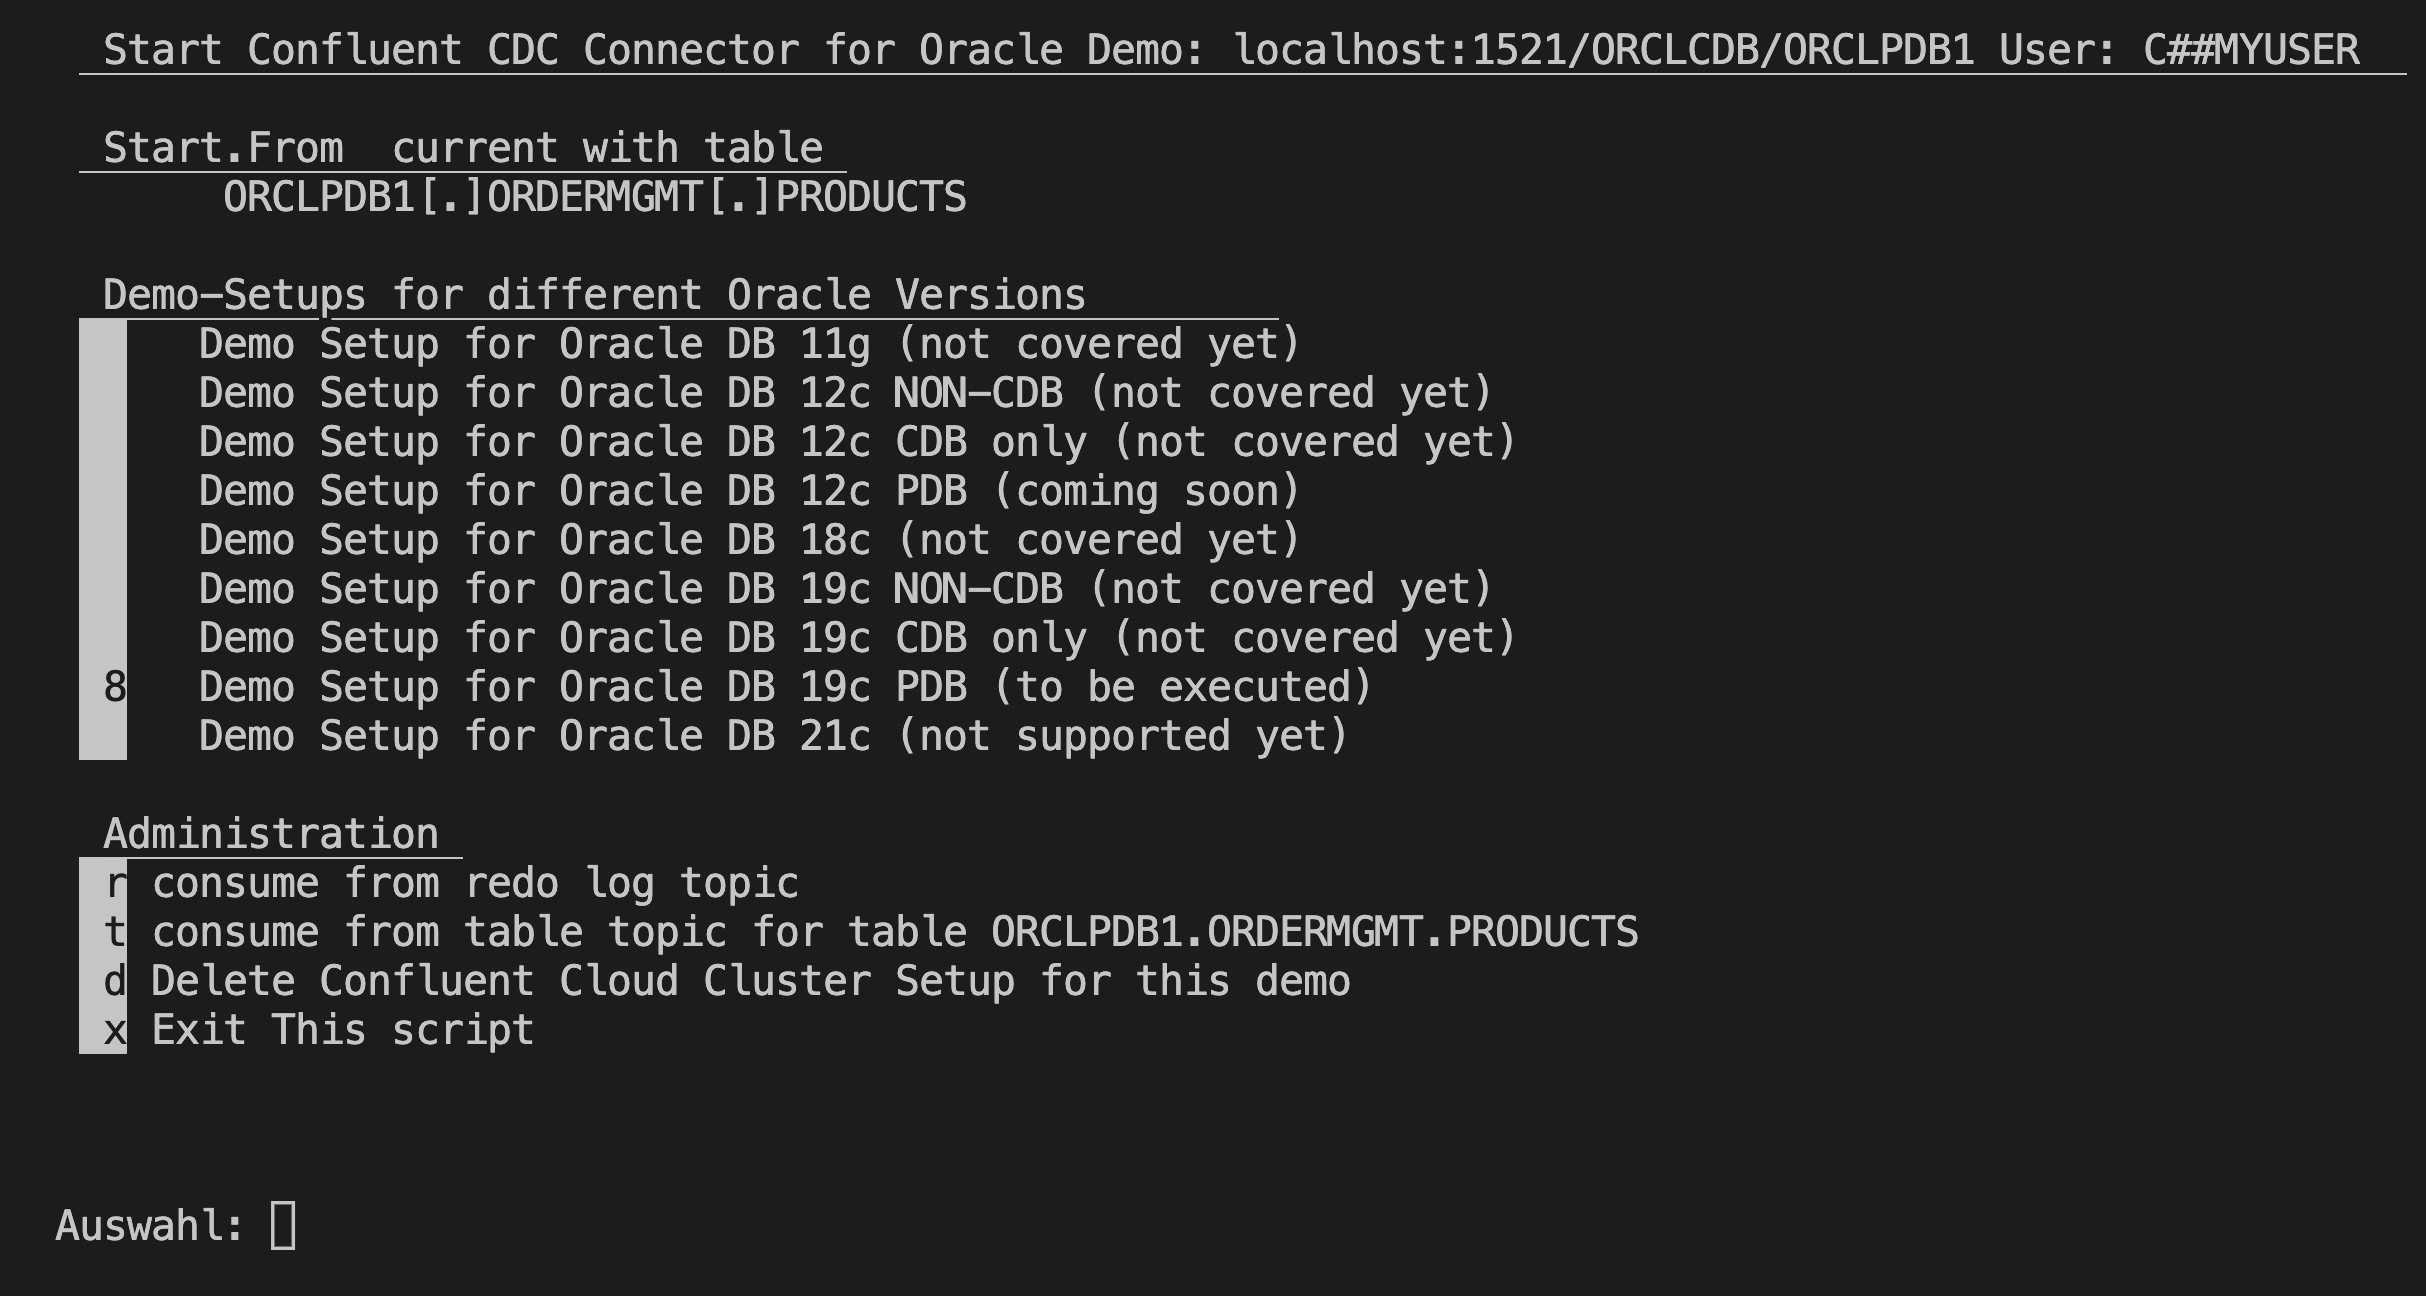 Start Confluent CDC Connector for Oracle Demo: localhost:1521/ORCLCDB/ORCLPDB1 User: C##MYUSER
Start.From  current with table
ORCLPDB1[.]ORDERMGMT[.]PRODUCTS
Demo-Setups for different Oracle Versions
Demo Setup for Oracle DB 11g (not covered yet)
Demo Setup for Oracle DB 12c NON-CDB (not covered yet)
Demo Setup for Oracle DB 12c CDB only (not covered yet)
Demo Setup for Oracle DB 12c PDB (coming soon)
Demo Setup for Oracle DB 18c (not covered yet)
Demo Setup for Oracle DB 19c NON-CDB (not covered yet)
Demo Setup for Oracle DB 19c CDB only (not covered yet)
8 Demo Setup for Oracle DB 19c PDB (to be executed)
Demo Setup for Oracle DB 21c (not supported yet)
Administration
r consume from redo log topic
t consume from table topic for table ORCLPDB1.ORDERMGMT.PRODUCTS
d Delete Confluent Cloud Cluster Setup for this demo
x Exit This script
Auswahl: